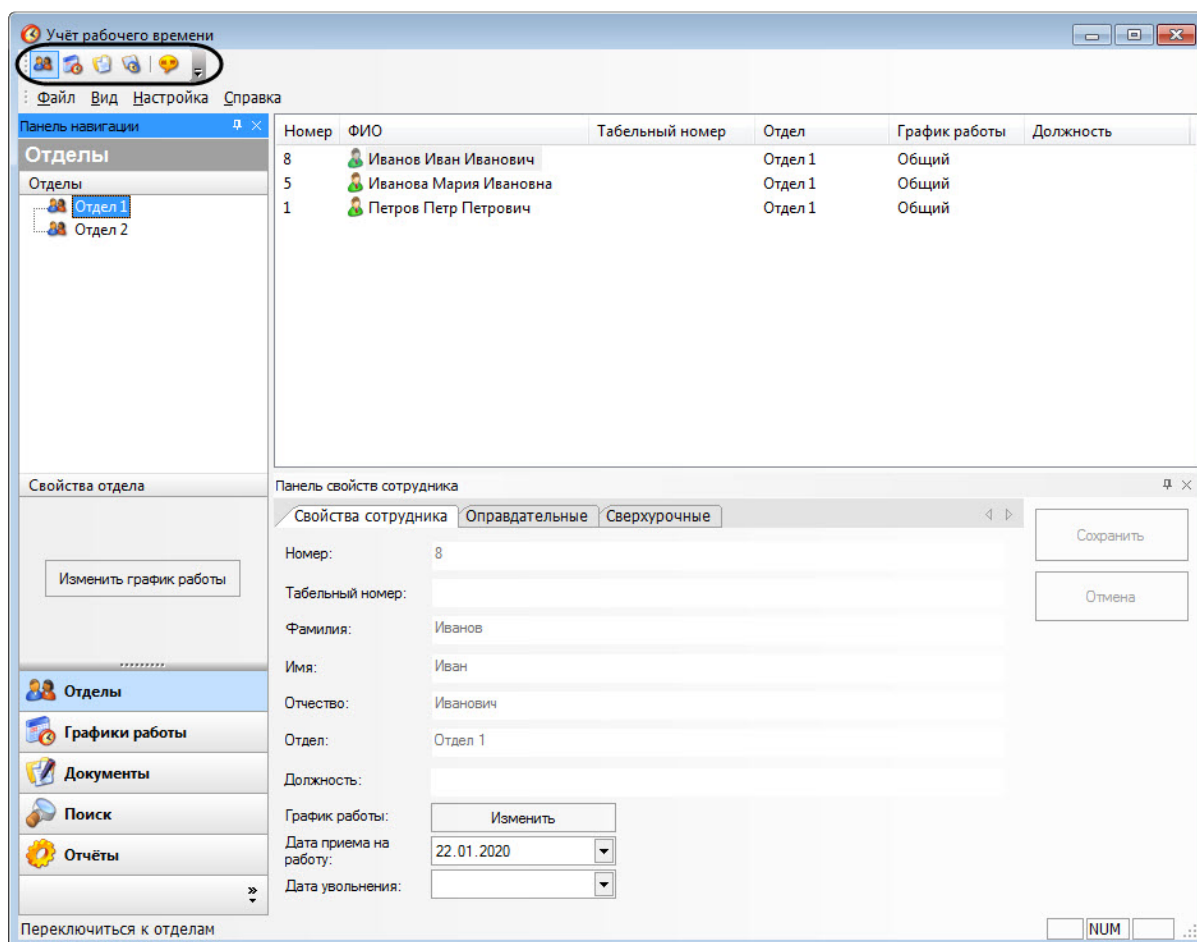 Учёт рабочего времени
Файл Вид Настройка Справка
Панель навигации
Отделы
Отделы
Отдел 1
Отдел 2
Номер ФИО Табельный номер Отдел График работы Должность
8 Иванов Иван Иванович Отдел 1 Общий
5 Иванова Мария Ивановна Отдел 1 Общий
1 Петров Петр Петрович Отдел 1 Общий
Свойства отдела
Изменить график работы
Отделы
Графики работы
Документы
Поиск
Отчёты
Панель свойств сотрудника
Свойства сотрудника Оправдательные Сверхурочные
Номер: 8
Табельный номер:
Фамилия: Иванов
Имя: Иван
Отчество: Иванович
Отдел: Отдел 1
Должность:
График работы: Изменить
Дата приема на
работу: 22.01.2020
Дата увольнения:
Сохранить
Отмена
Переключиться к отделам NUM